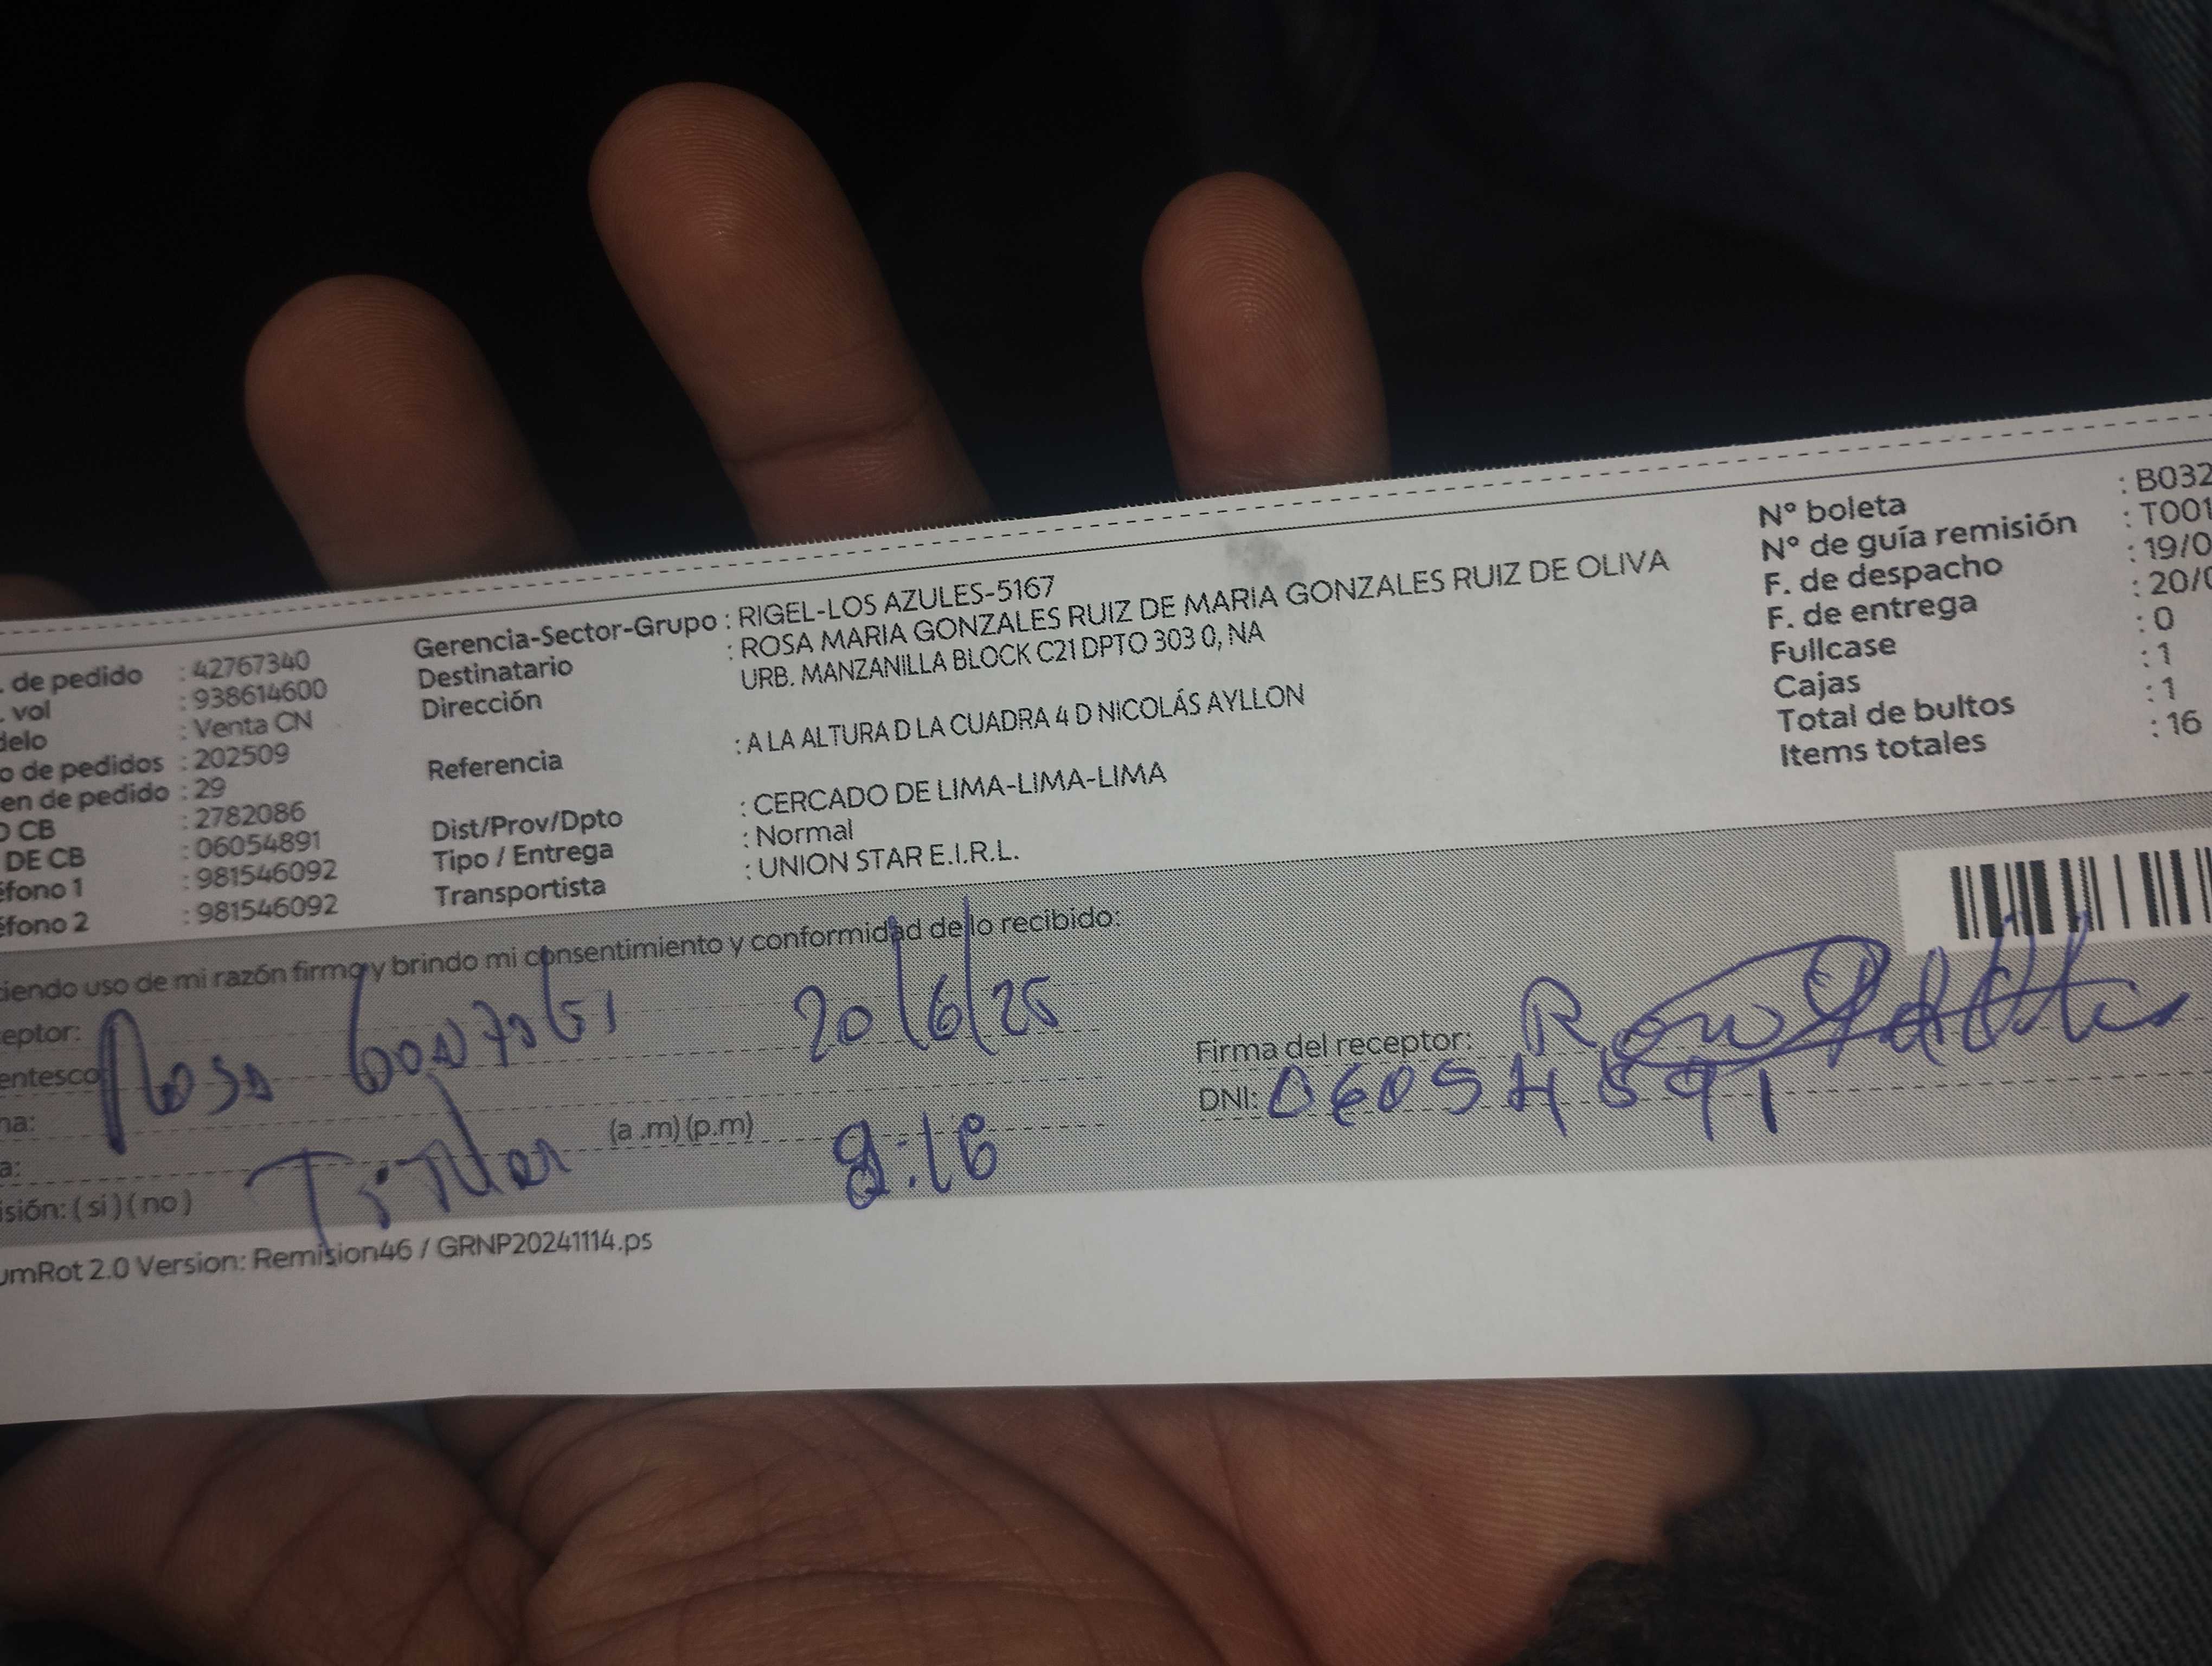 . de pedido : 42767340
. vol : 938614600
delo : Venta CN
o de pedidos : 202509
en de pedido : 29
O CB : 2782086
DE CB : 06054891
éfono 1 : 981546092
éfono 2 : 981546092
Gerencia-Sector-Grupo : RIGEL-LOS AZULES-5167
Destinatario : ROSA MARIA GONZALES RUIZ DE MARIA GONZALES RUIZ DE OLIVA
Dirección URB. MANZANILLA BLOCK C21 DPTO 303 0, NA
Referencia : A LA ALTURA D LA CUADRA 4 D NICOLÁS AYLLON
Dist/Prov/Dpto : CERCADO DE LIMA-LIMA-LIMA
Tipo / Entrega : Normal
Transportista : UNION STAR E.I.R.L.
N° boleta : B032
N° de guía remisión : T001
F. de despacho : 19/0
F. de entrega : 20/0
Fullcase : 0
Cajas : 1
Total de bultos : 1
Items totales : 16
ciendo uso de mi razón firmo y brindo mi consentimiento y conformidad de lo recibido:
eptor: Rosa 20/6/25
entesco
na:
a: (a .m) (p.m) 8:16
isión: ( si ) ( no ) Titular
Firma del receptor:
DNI: 06054891
umRot 2.0 Version: Remision46 / GRNP20241114.ps